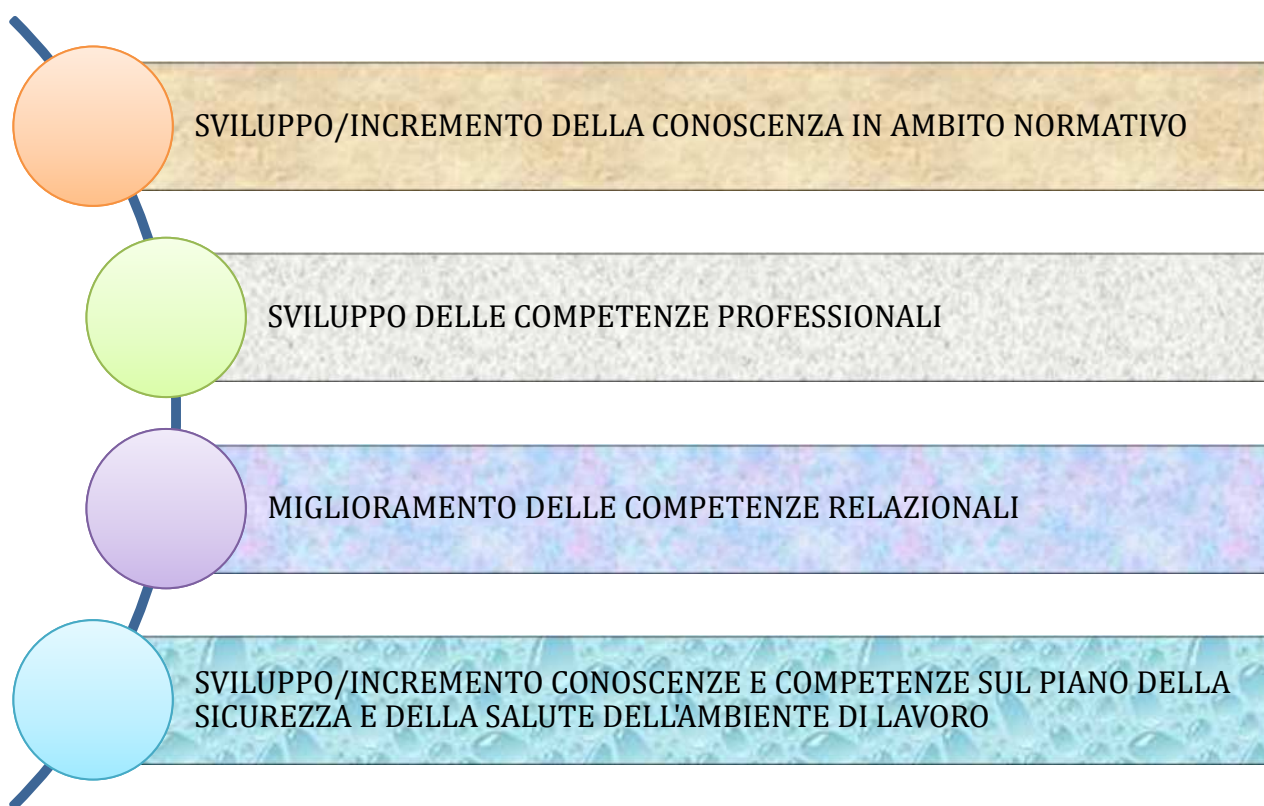 SVILUPPO/INCREMENTO DELLA CONOSCENZA IN AMBITO NORMATIVO
SVILUPPO DELLE COMPETENZE PROFESSIONALI
MIGLIORAMENTO DELLE COMPETENZE RELAZIONALI
SVILUPPO/INCREMENTO CONOSCENZE E COMPETENZE SUL PIANO DELLA
SICUREZZA E DELLA SALUTE DELL'AMBIENTE DI LAVORO